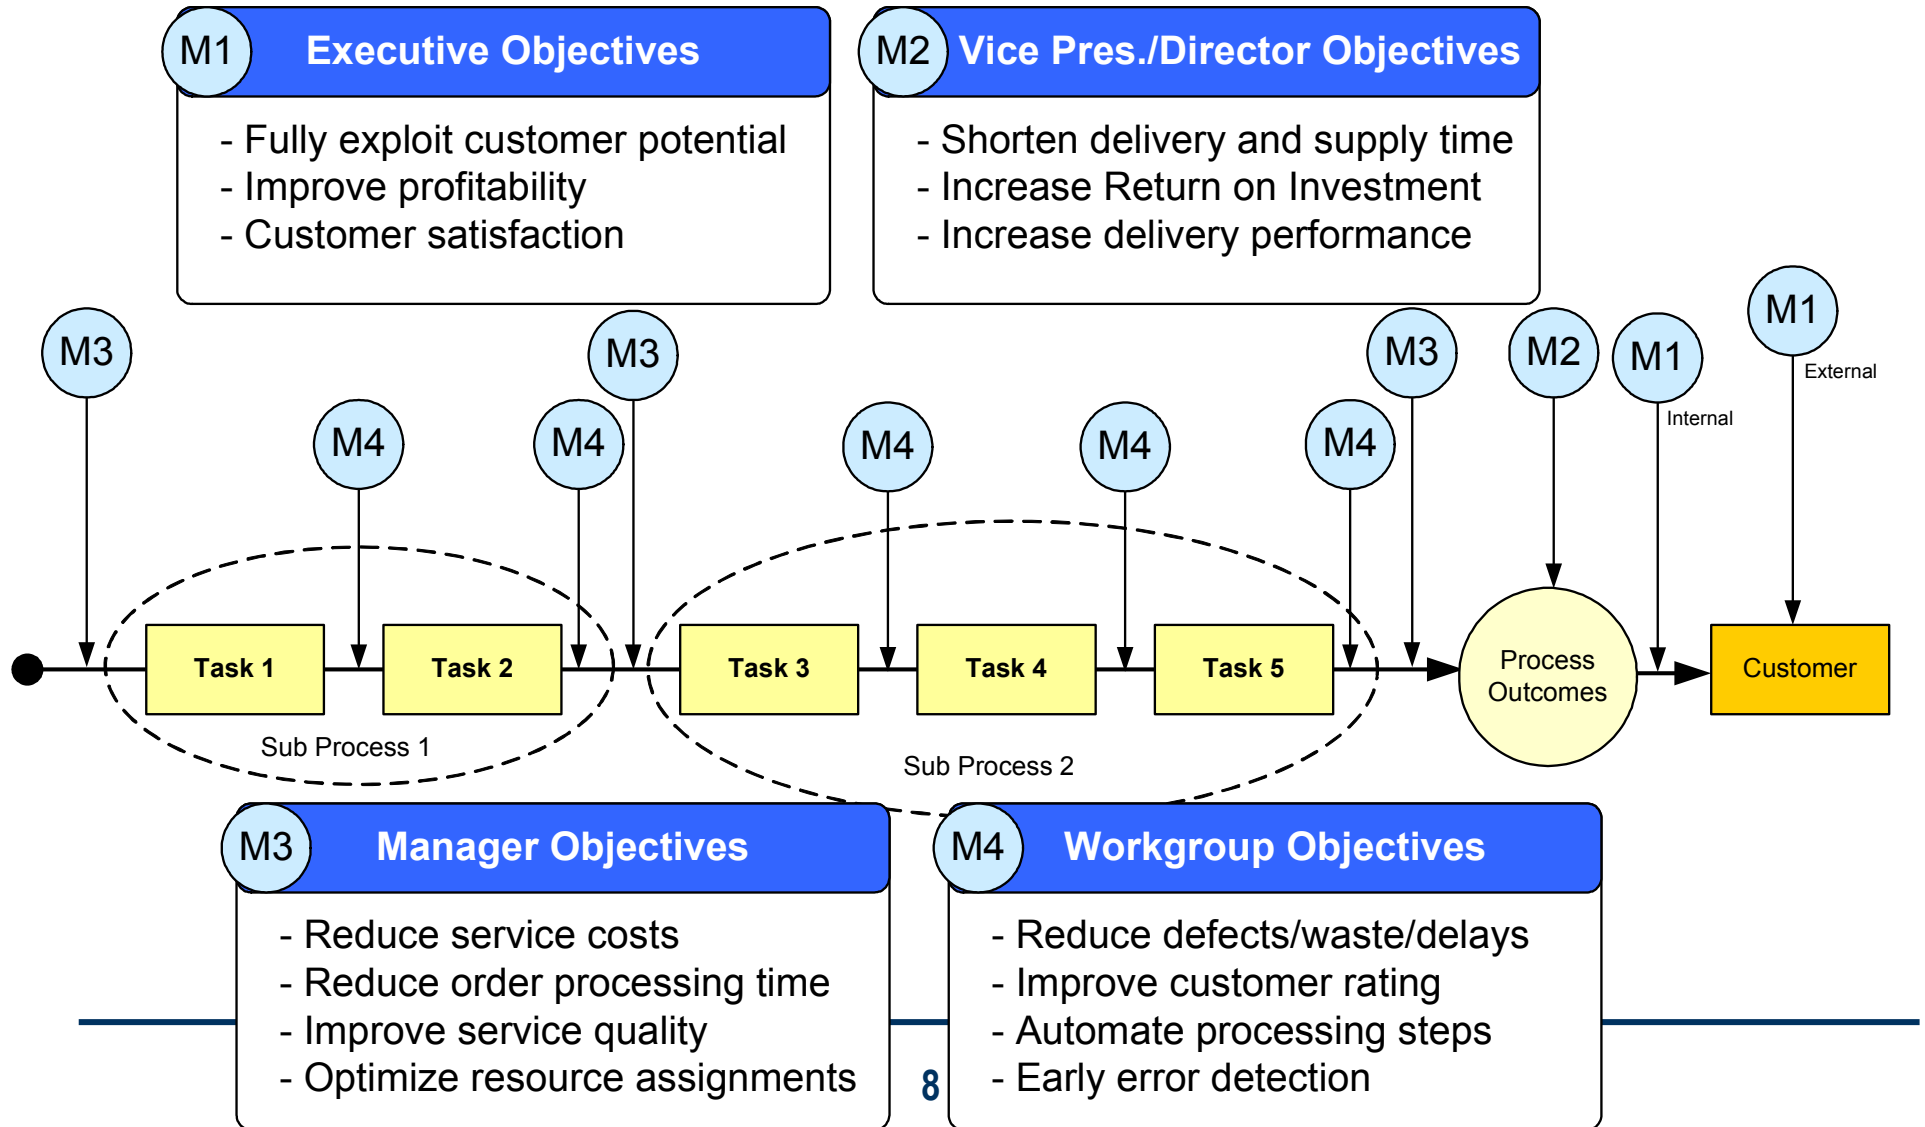 M1
Executive Objectives
- Fully exploit customer potential
- Improve profitability
- Customer satisfaction
M2
Vice Pres./Director Objectives
- Shorten delivery and supply time
- Increase Return on Investment
- Increase delivery performance
M3
M4
M4
M3
M4
M4
M4
M3
M2
M1
Internal
M1
External
Task 1
Task 2
Sub Process 1
Task 3
Task 4
Task 5
Sub Process 2
Process
Outcomes
Customer
M3
Manager Objectives
- Reduce service costs
- Reduce order processing time
- Improve service quality
- Optimize resource assignments
M4
Workgroup Objectives
- Reduce defects/waste/delays
- Improve customer rating
- Automate processing steps
- Early error detection
8